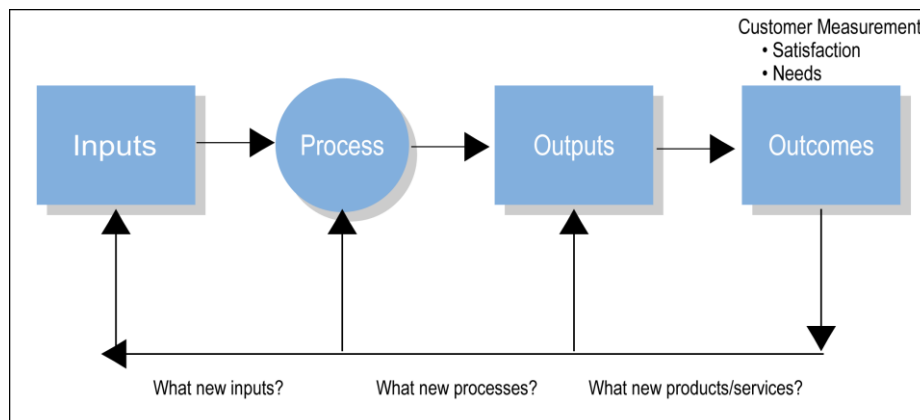 Customer Measurement
• Satisfaction
• Needs
Inputs
Process
Outputs
Outcomes
What new inputs?
What new processes?
What new products/services?